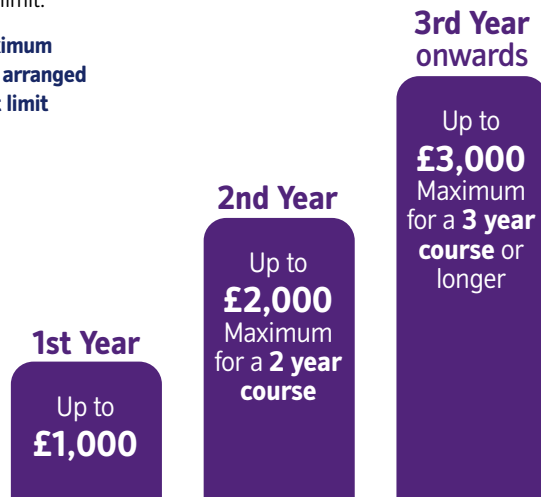 limit.
arranged
limit
3rd Year
onwards
Up to
£3,000
Maximum
for a 3 year
course or
longer
2nd Year
Up to
£2,000
Maximum
for a 2 year
course
1st Year
Up to
£1,000